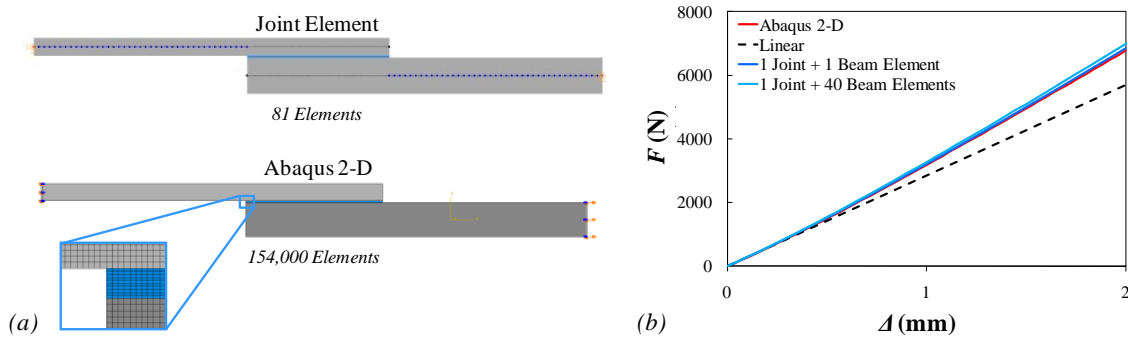 Joint Element
81 Elements
Abaqus 2-D
154,000 Elements
(a)
8000
6000
4000
2000
0
F (N)
Abaqus 2-D
Linear
1 Joint + 1 Beam Element
1 Joint + 40 Beam Elements
0
1
2
Δ (mm)
(b)